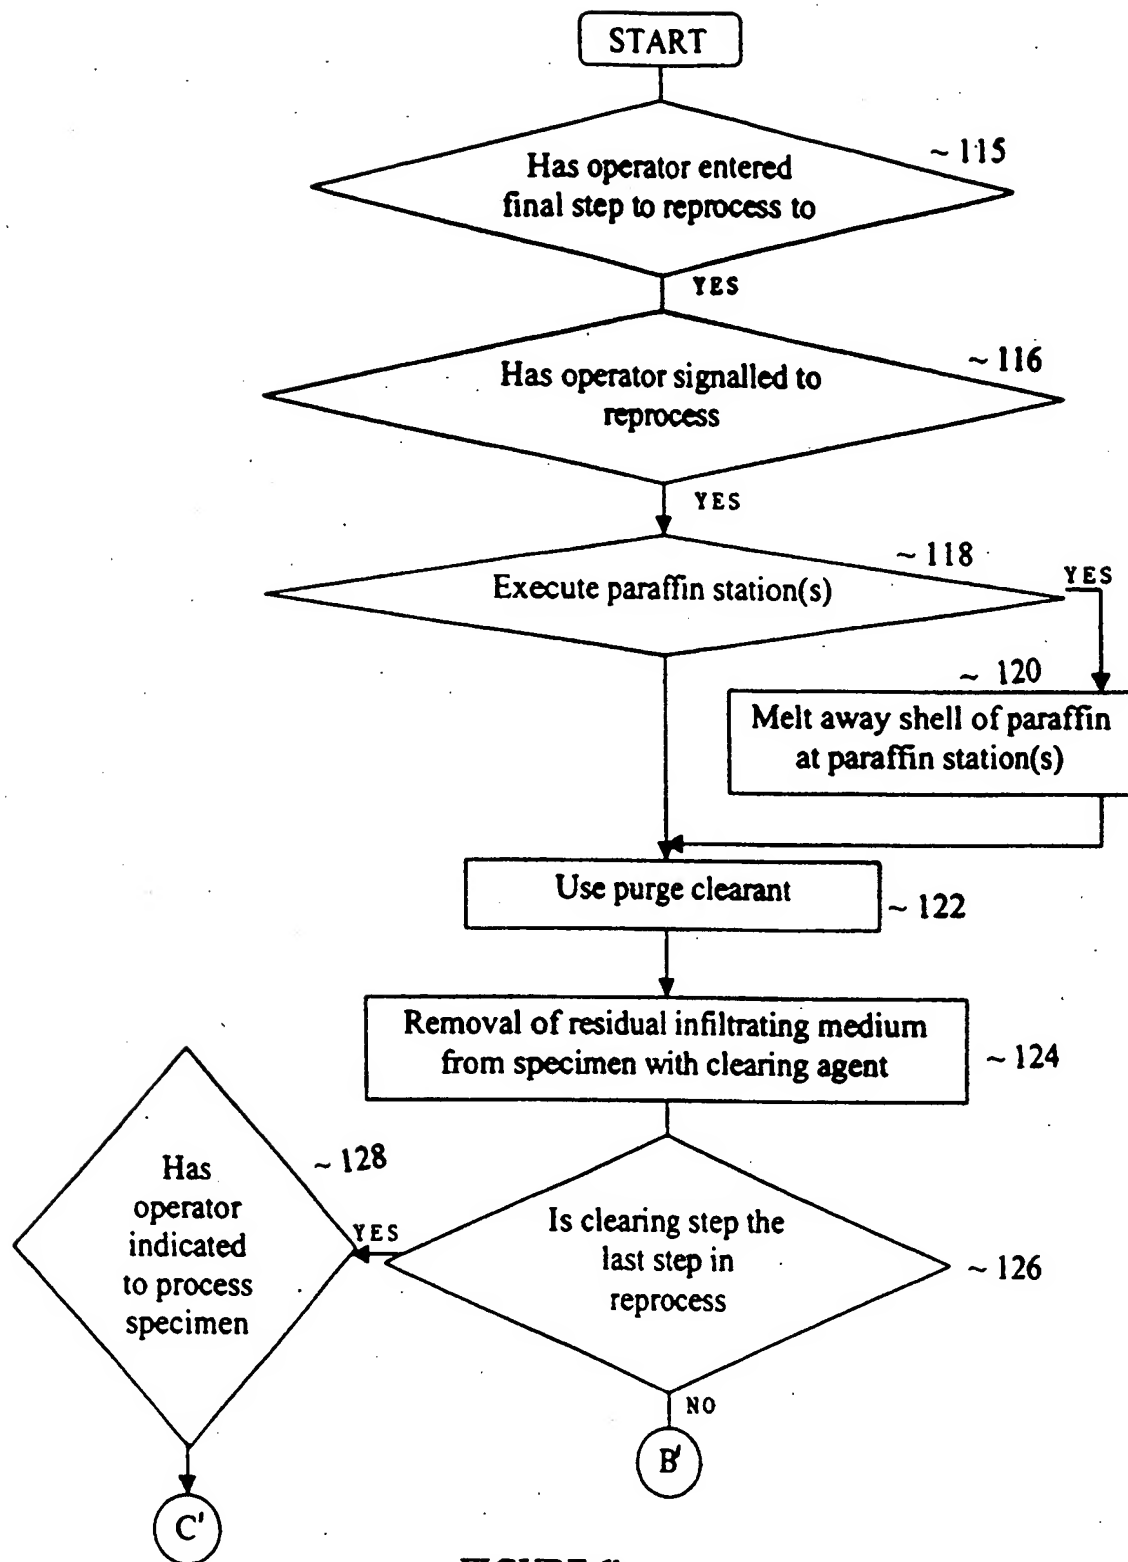 START
Has operator entered
final step to reprocess to
~ 115
YES
Has operator signalled to
reprocess
~ 116
YES
Execute paraffin station(s)
~ 118
YES
~ 120
Melt away shell of paraffin
at paraffin station(s)
Use purge clearant
~ 122
Removal of residual infiltrating medium
from specimen with clearing agent
~ 124
Has
operator
indicated
to process
specimen
~ 128
YES
Is clearing step the
last step in
reprocess
~ 126
NO
B'
C'